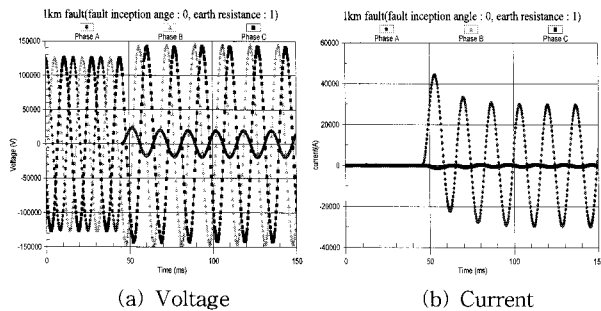 1km fault(fault inception ange : 0, earth resistance : 1)
Phase A Phase B Phase C
150000
100000
50000
0
-50000
-100000
-150000
Voltage (V)
0 50 100 150
Time (ms)
(a) Voltage
1km fault(fault inception angle : 0, earth resistance : 1)
Phase A Phase B Phase C
60000
40000
20000
0
-20000
-40000
current(A)
0 50 100 150
Time (ms)
(b) Current